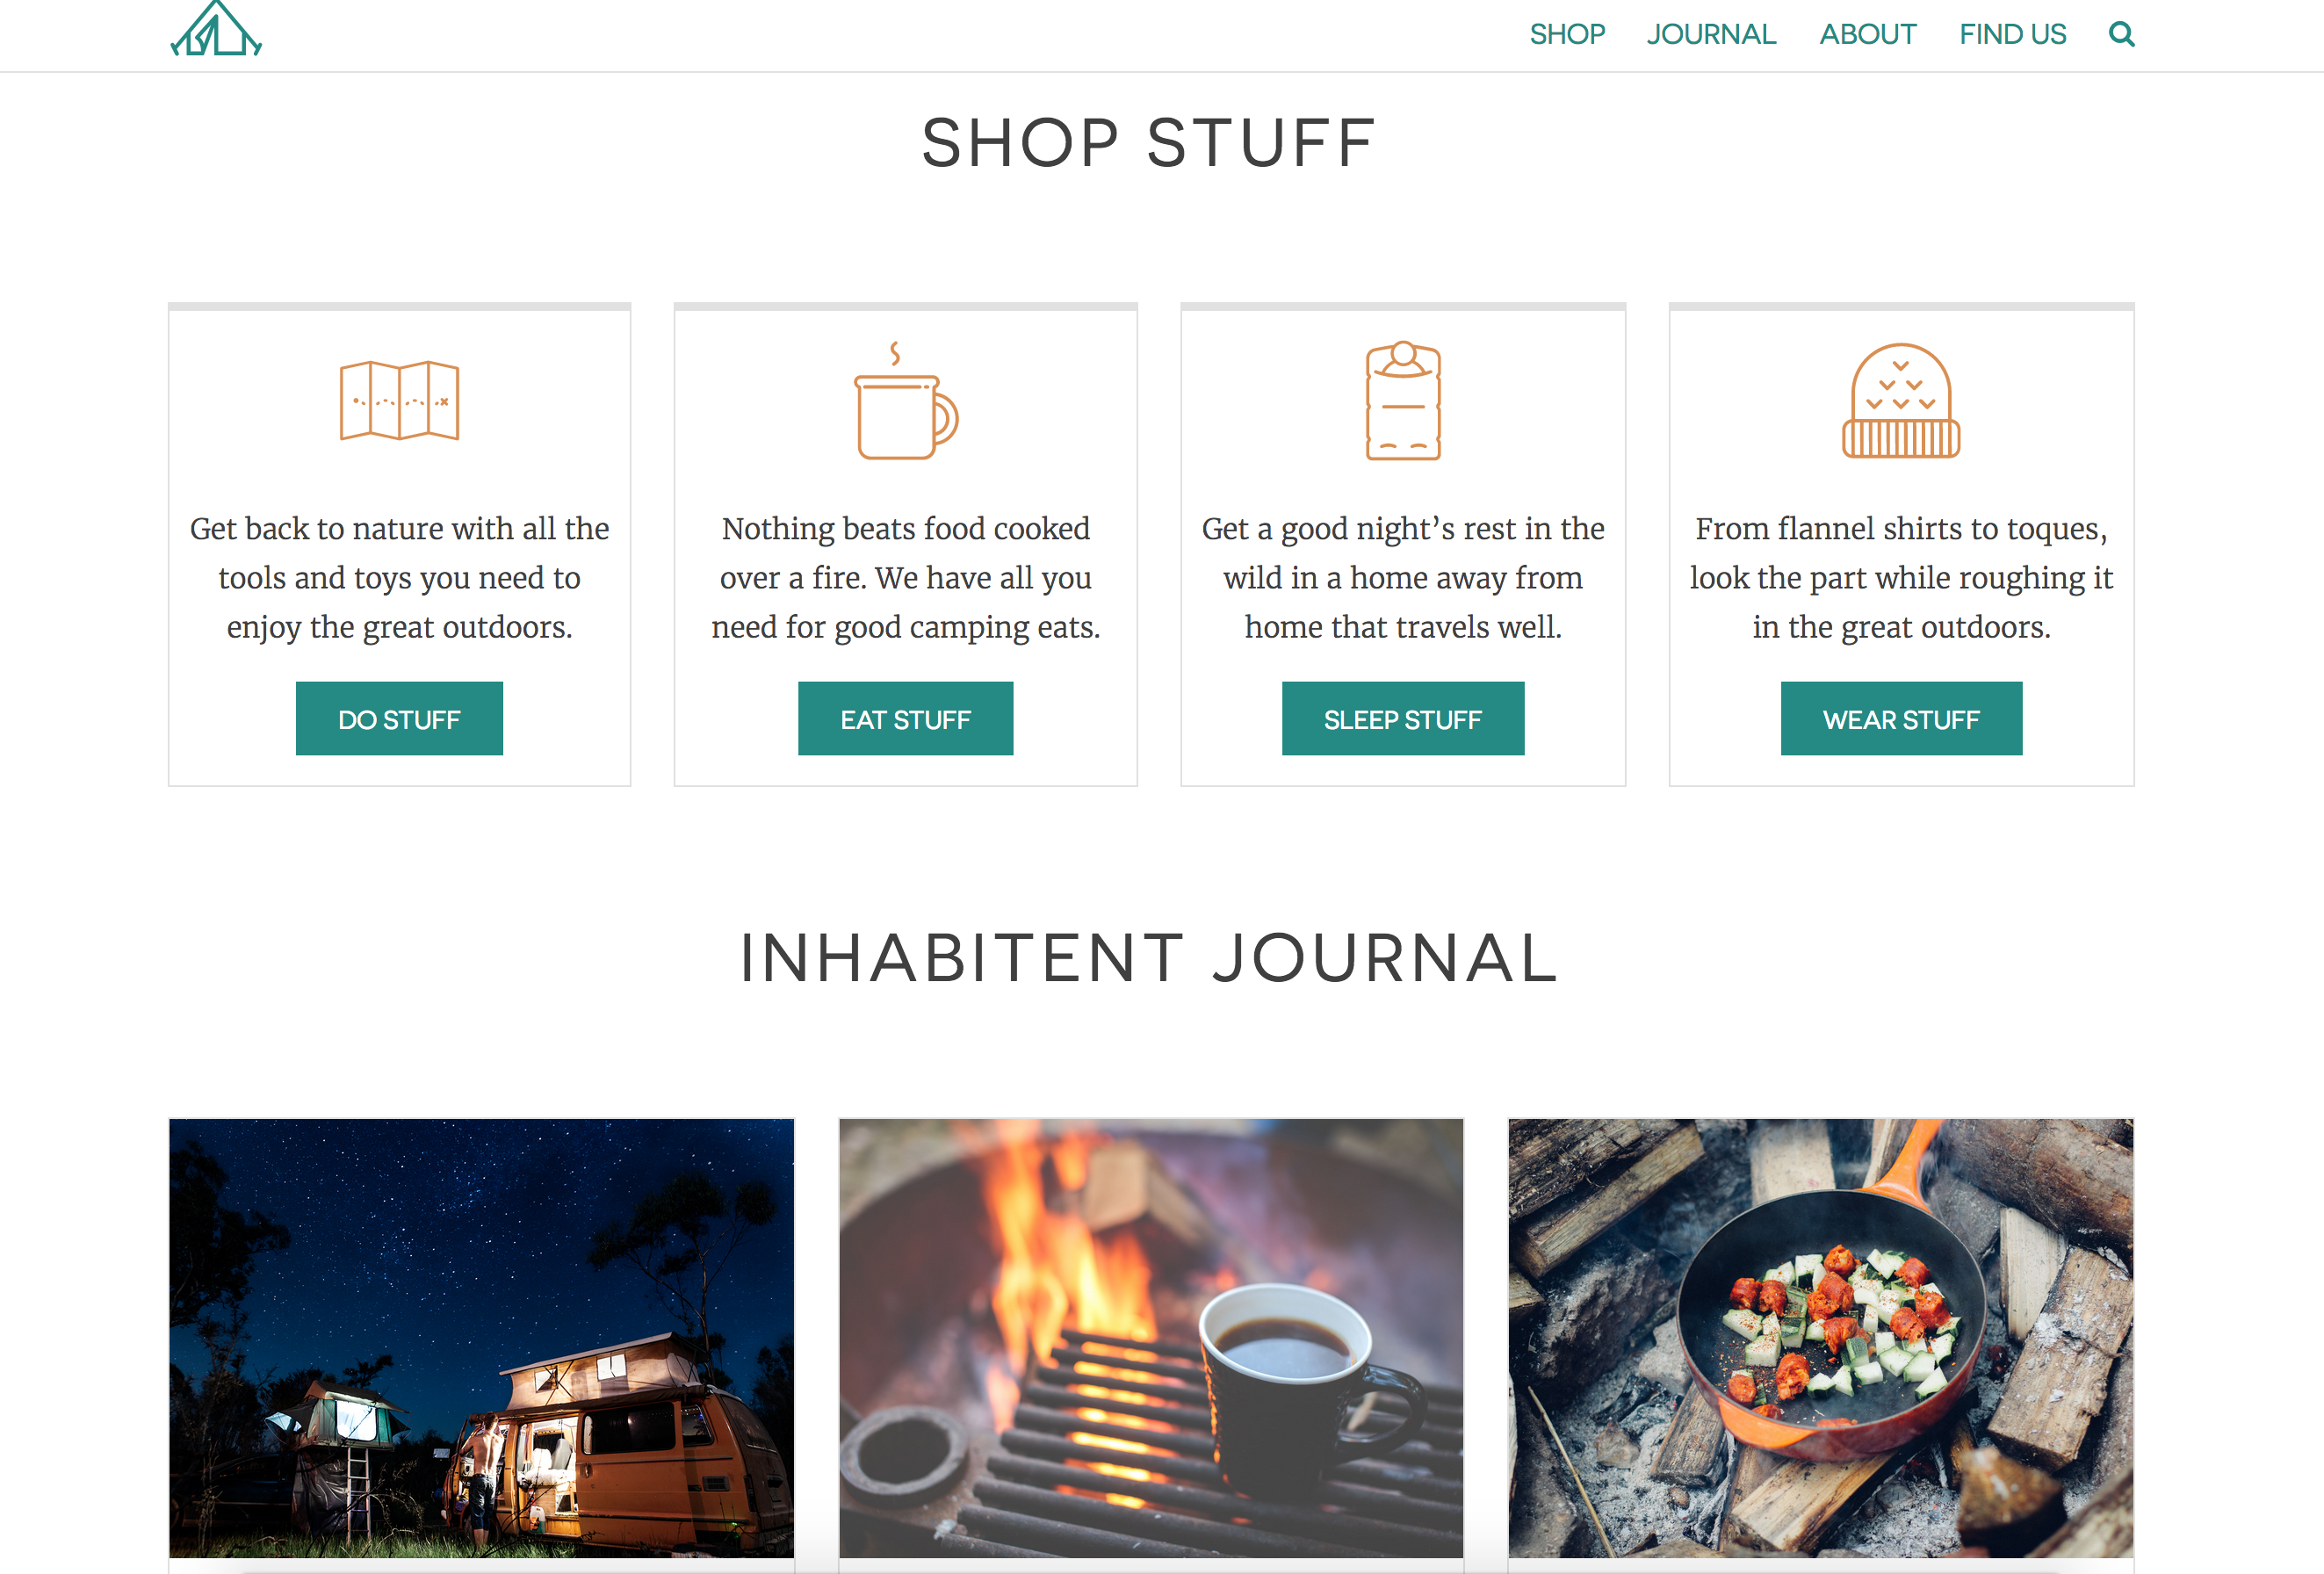 SHOP JOURNAL ABOUT FIND US
SHOP STUFF
Get back to nature with all the
tools and toys you need to
enjoy the great outdoors.
DO STUFF
Nothing beats food cooked
over a fire. We have all you
need for good camping eats.
EAT STUFF
Get a good night’s rest in the
wild in a home away from
home that travels well.
SLEEP STUFF
From flannel shirts to toques,
look the part while roughing it
in the great outdoors.
WEAR STUFF
INHABITENT JOURNAL